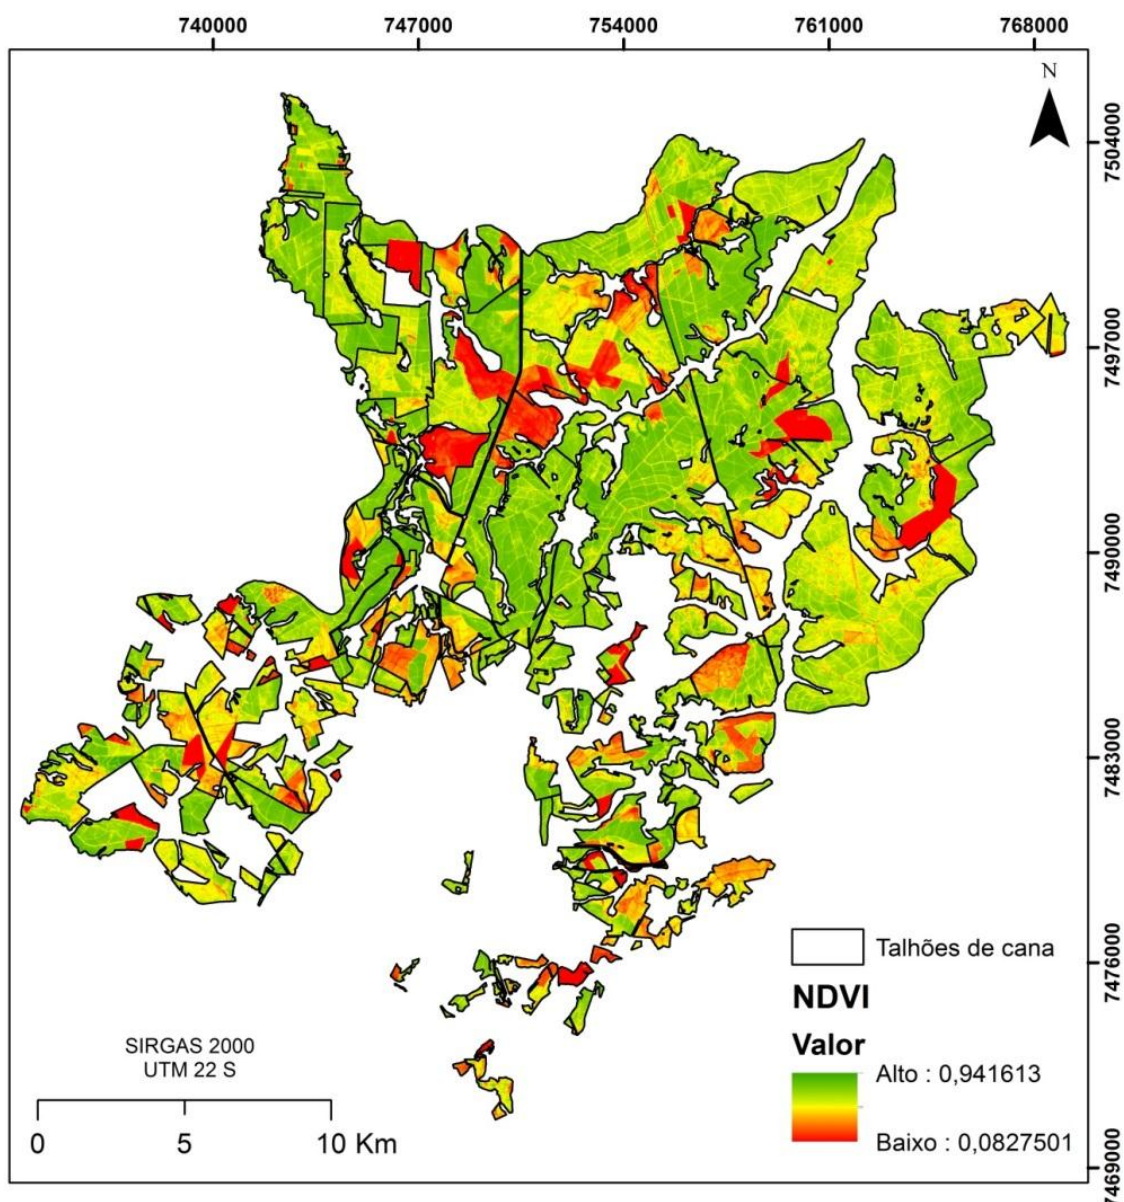 740000 747000 754000 761000 768000
N
7504000
7497000
7490000
7483000
7476000
7469000
Talhões de cana
NDVI
Valor
Alto : 0,941613
Baixo : 0,0827501
SIRGAS 2000
UTM 22 S
0 5 10 Km